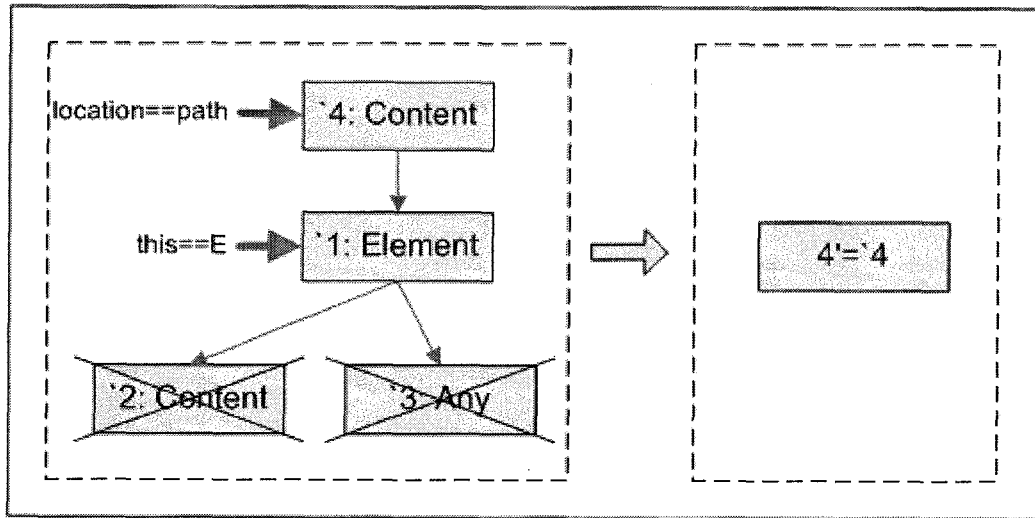 location==path
`4: Content
this==E
`1: Element
4'=`4
`2: Content
`3: Any